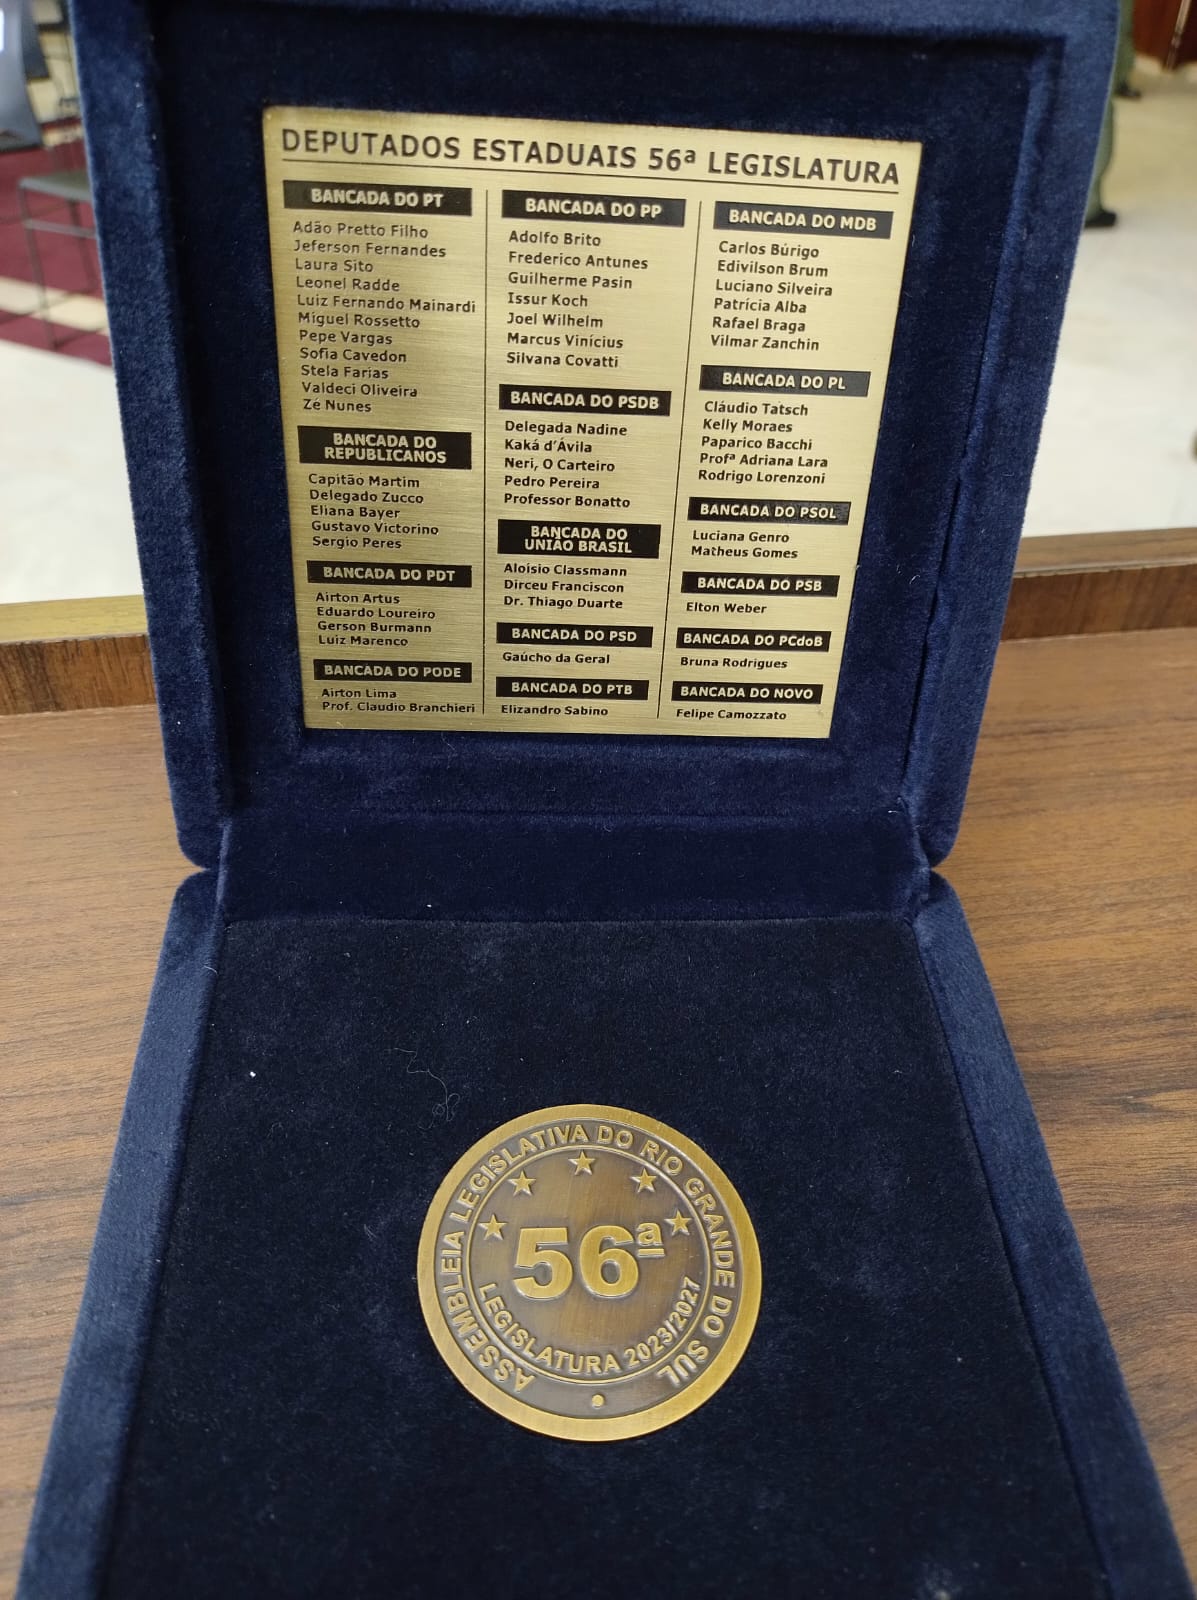 DEPUTADOS ESTADUAIS 56ª LEGISLATURA
BANCADA DO PT
Adão Pretto Filho
Jeferson Fernandes
Laura Sito
Leonel Radde
Luiz Fernando Mainardi
Miguel Rossetto
Pepe Vargas
Sofia Cavedon
Stela Farias
Valdeci Oliveira
Zé Nunes
BANCADA DO
REPUBLICANOS
Capitão Martim
Delegado Zucco
Eliana Bayer
Gustavo Victorino
Sergio Peres
BANCADA DO PDT
Airton Artus
Eduardo Loureiro
Gerson Burmann
Luiz Marenco
BANCADA DO PODE
Airton Lima
Prof. Claudio Branchieri
BANCADA DO PP
Adolfo Brito
Frederico Antunes
Guilherme Pasin
Issur Koch
Joel Wilhelm
Marcus Vinícius
Silvana Covatti
BANCADA DO PSDB
Delegada Nadine
Kaká d'Ávila
Neri, O Carteiro
Pedro Pereira
Professor Bonatto
BANCADA DO
UNIÃO BRASIL
Aloísio Classmann
Dirceu Franciscon
Dr. Thiago Duarte
BANCADA DO PSD
Gaúcho da Geral
BANCADA DO PTB
Elizandro Sabino
BANCADA DO MDB
Carlos Búrigo
Edivilson Brum
Luciano Silveira
Patrícia Alba
Rafael Braga
Vilmar Zanchin
BANCADA DO PL
Cláudio Tatsch
Kelly Moraes
Paparico Bacchi
Profª Adriana Lara
Rodrigo Lorenzoni
BANCADA DO PSOL
Luciana Genro
Matheus Gomes
BANCADA DO PSB
Elton Weber
BANCADA DO PCdoB
Bruna Rodrigues
BANCADA DO NOVO
Felipe Camozzato
ASSEMBLEIA LEGISLATIVA DO RIO GRANDE DO SUL
56ª
LEGISLATURA 2023/2027